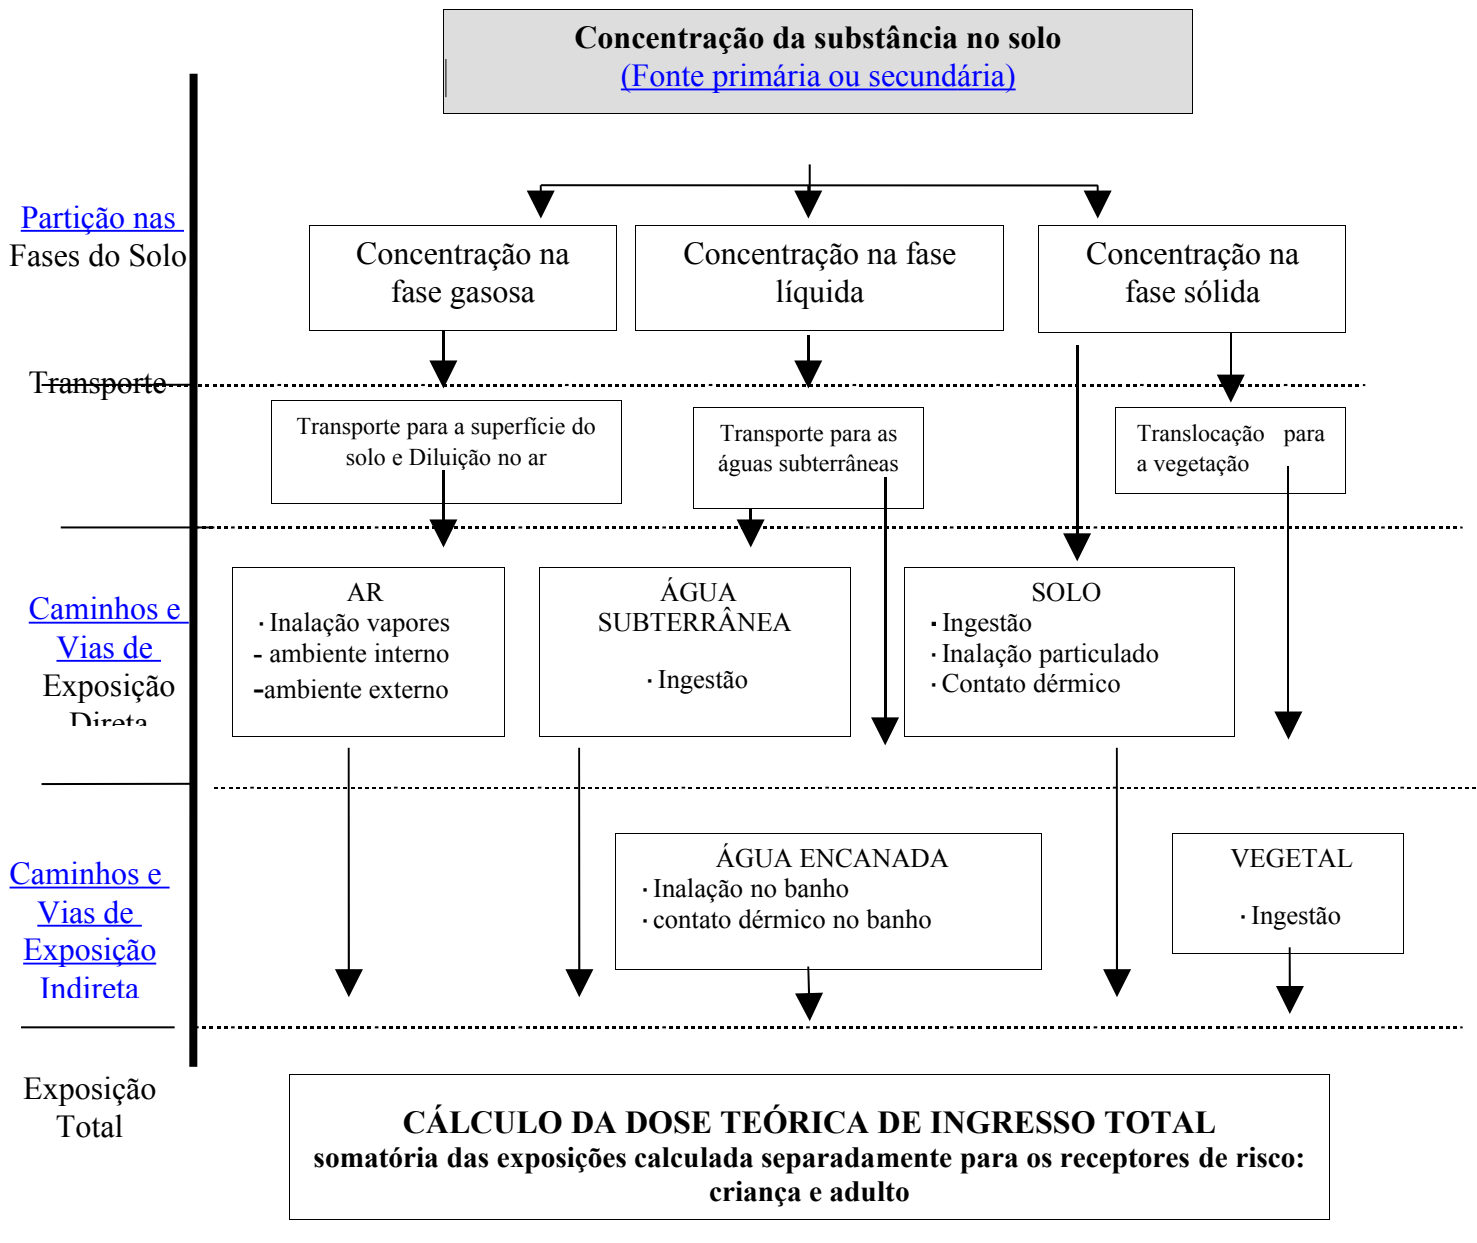 Concentração da substância no solo
(Fonte primária ou secundária)
Partição nas
Fases do Solo
Concentração na
fase gasosa
Concentração na fase
líquida
Concentração na
fase sólida
Transporte
Transporte para a superfície do
solo e Diluição no ar
Transporte para as
águas subterrâneas
Translocação para
a vegetação
Caminhos e
Vias de
Exposição
Direta
AR
· Inalação vapores
- ambiente interno
-ambiente externo
ÁGUA
SUBTERRÂNEA
· Ingestão
SOLO
· Ingestão
· Inalação particulado
· Contato dérmico
Caminhos e
Vias de
Exposição
Indireta
ÁGUA ENCANADA
· Inalação no banho
· contato dérmico no banho
VEGETAL
· Ingestão
Exposição
Total
CÁLCULO DA DOSE TEÓRICA DE INGRESSO TOTAL
somatória das exposições calculada separadamente para os receptores de risco:
criança e adulto